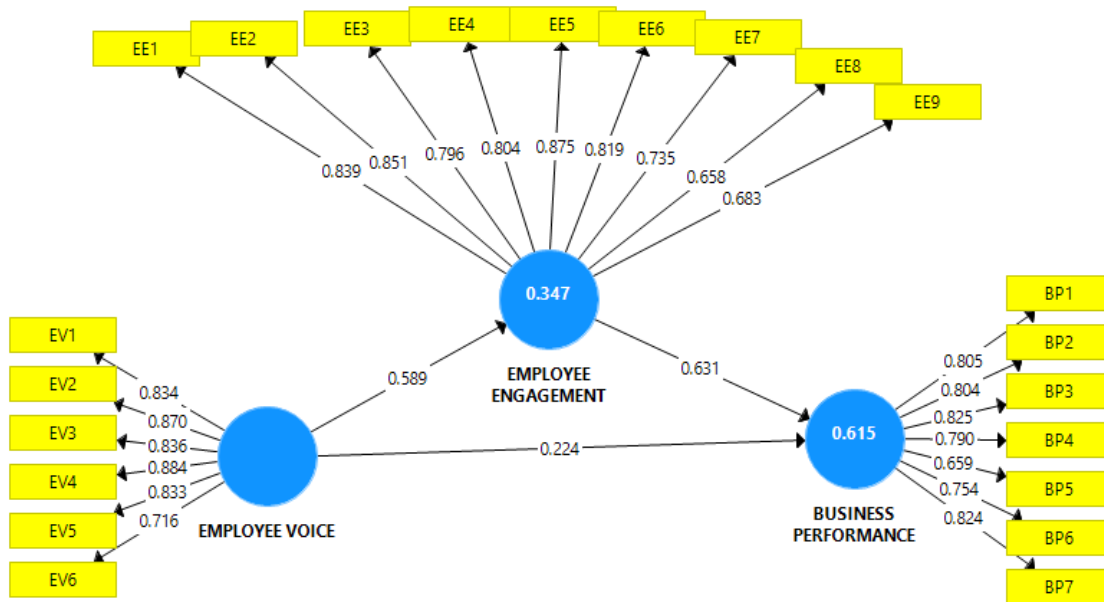 EE1
EE2
EE3
EE4
EE5
EE6
EE7
EE8
EE9
0.839
0.851
0.796
0.804
0.875
0.819
0.735
0.658
0.683
0.347
EMPLOYEE
ENGAGEMENT
EV1
EV2
EV3
EV4
EV5
EV6
0.834
0.870
0.836
0.884
0.833
0.716
EMPLOYEE VOICE
0.589
0.631
0.224
0.615
BUSINESS
PERFORMANCE
0.805
0.804
0.825
0.790
0.659
0.754
0.824
BP1
BP2
BP3
BP4
BP5
BP6
BP7